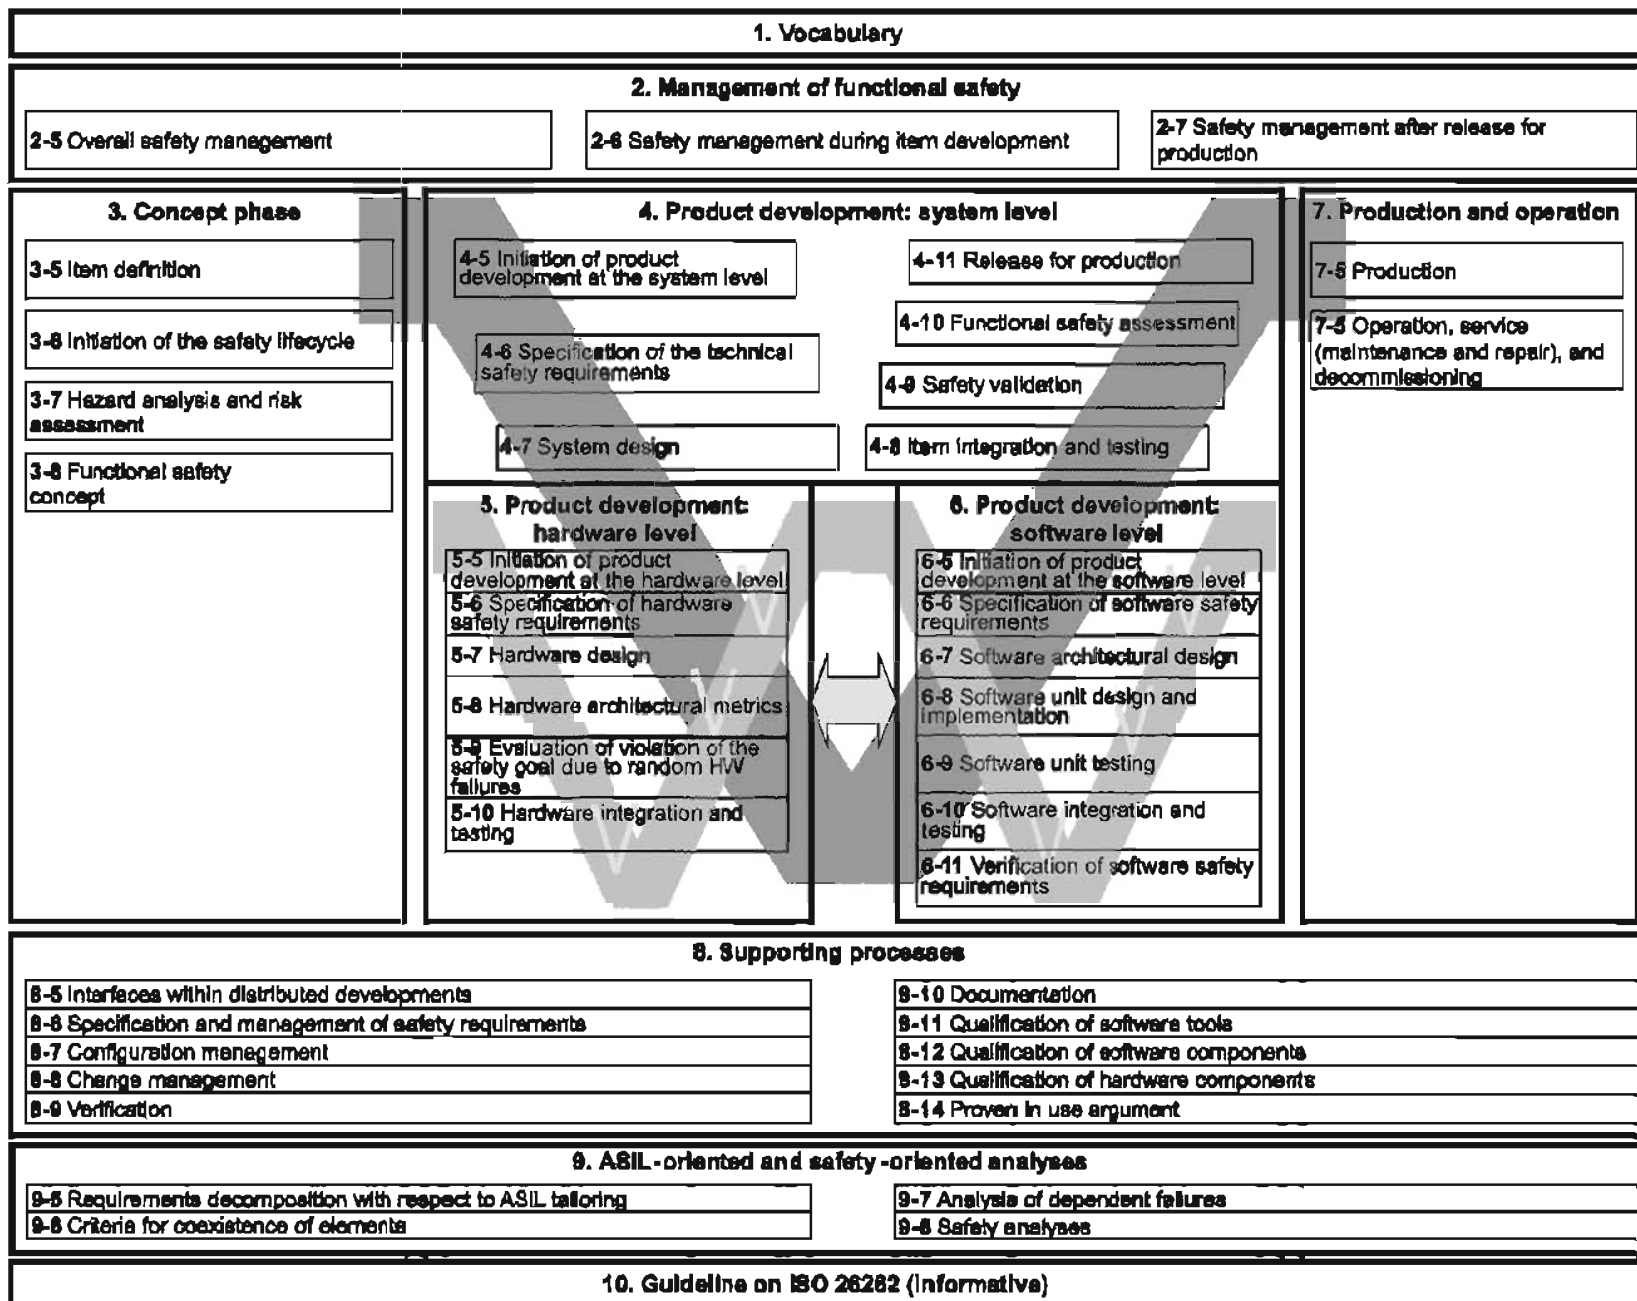 1. Vocabulary
2. Management of functional safety
2-5 Overall safety management
2-6 Safety management during item development
2-7 Safety management after release for
production
3. Concept phase
3-5 Item definition
3-6 Initiation of the safety lifecycle
3-7 Hazard analysis and risk
assessment
3-8 Functional safety
concept
4. Product development: system level
4-5 Initiation of product
development at the system level
4-6 Specification of the technical
safety requirements
4-7 System design
4-11 Release for production
4-10 Functional safety assessment
4-9 Safety validation
4-8 Item integration and testing
7. Production and operation
7-5 Production
7-5 Operation, service
(maintenance and repair), and
decommissioning
5. Product development:
hardware level
5-5 Initiation of product
development at the hardware level
5-6 Specification of hardware
safety requirements
5-7 Hardware design
5-8 Hardware architectural metrics
5-9 Evaluation of violation of the
safety goal due to random HW
failures
5-10 Hardware integration and
testing
6. Product development:
software level
6-5 Initiation of product
development at the software level
6-6 Specification of software safety
requirements
6-7 Software architectural design
6-8 Software unit design and
implementation
6-9 Software unit testing
6-10 Software integration and
testing
6-11 Verification of software safety
requirements
8. Supporting processes
8-5 Interfaces within distributed developments
8-6 Specification and management of safety requirements
8-7 Configuration management
8-8 Change management
8-9 Verification
8-10 Documentation
8-11 Qualification of software tools
8-12 Qualification of software components
8-13 Qualification of hardware components
8-14 Proven in use argument
9. ASIL-oriented and safety-oriented analyses
9-5 Requirements decomposition with respect to ASIL tailoring
9-6 Criteria for coexistence of elements
9-7 Analysis of dependent failures
9-8 Safety analyses
10. Guideline on ISO 26262 (informative)